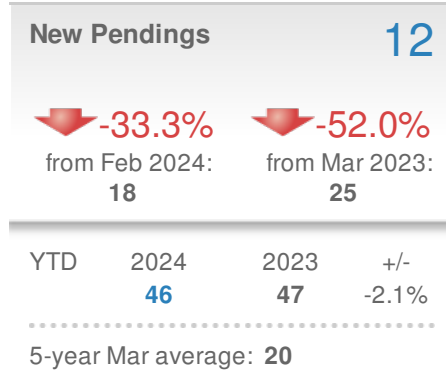 New Pendings 12
-33.3% -52.0%
from Feb 2024: from Mar 2023:
18 25
YTD 2024 2023 +/-
46 47 -2.1%
5-year Mar average: 20